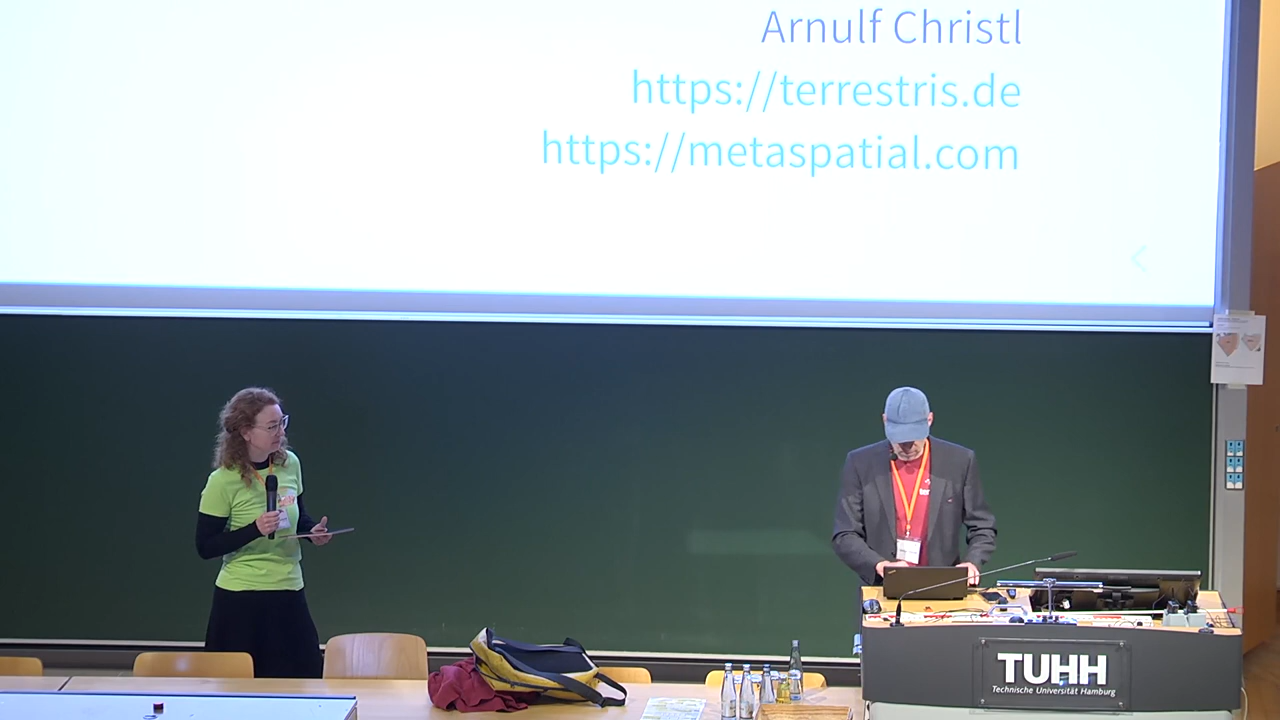 Arnulf Christl
https://terrestris.de
https://metaspatial.com
<
TUHH
Technische Universität Hamburg